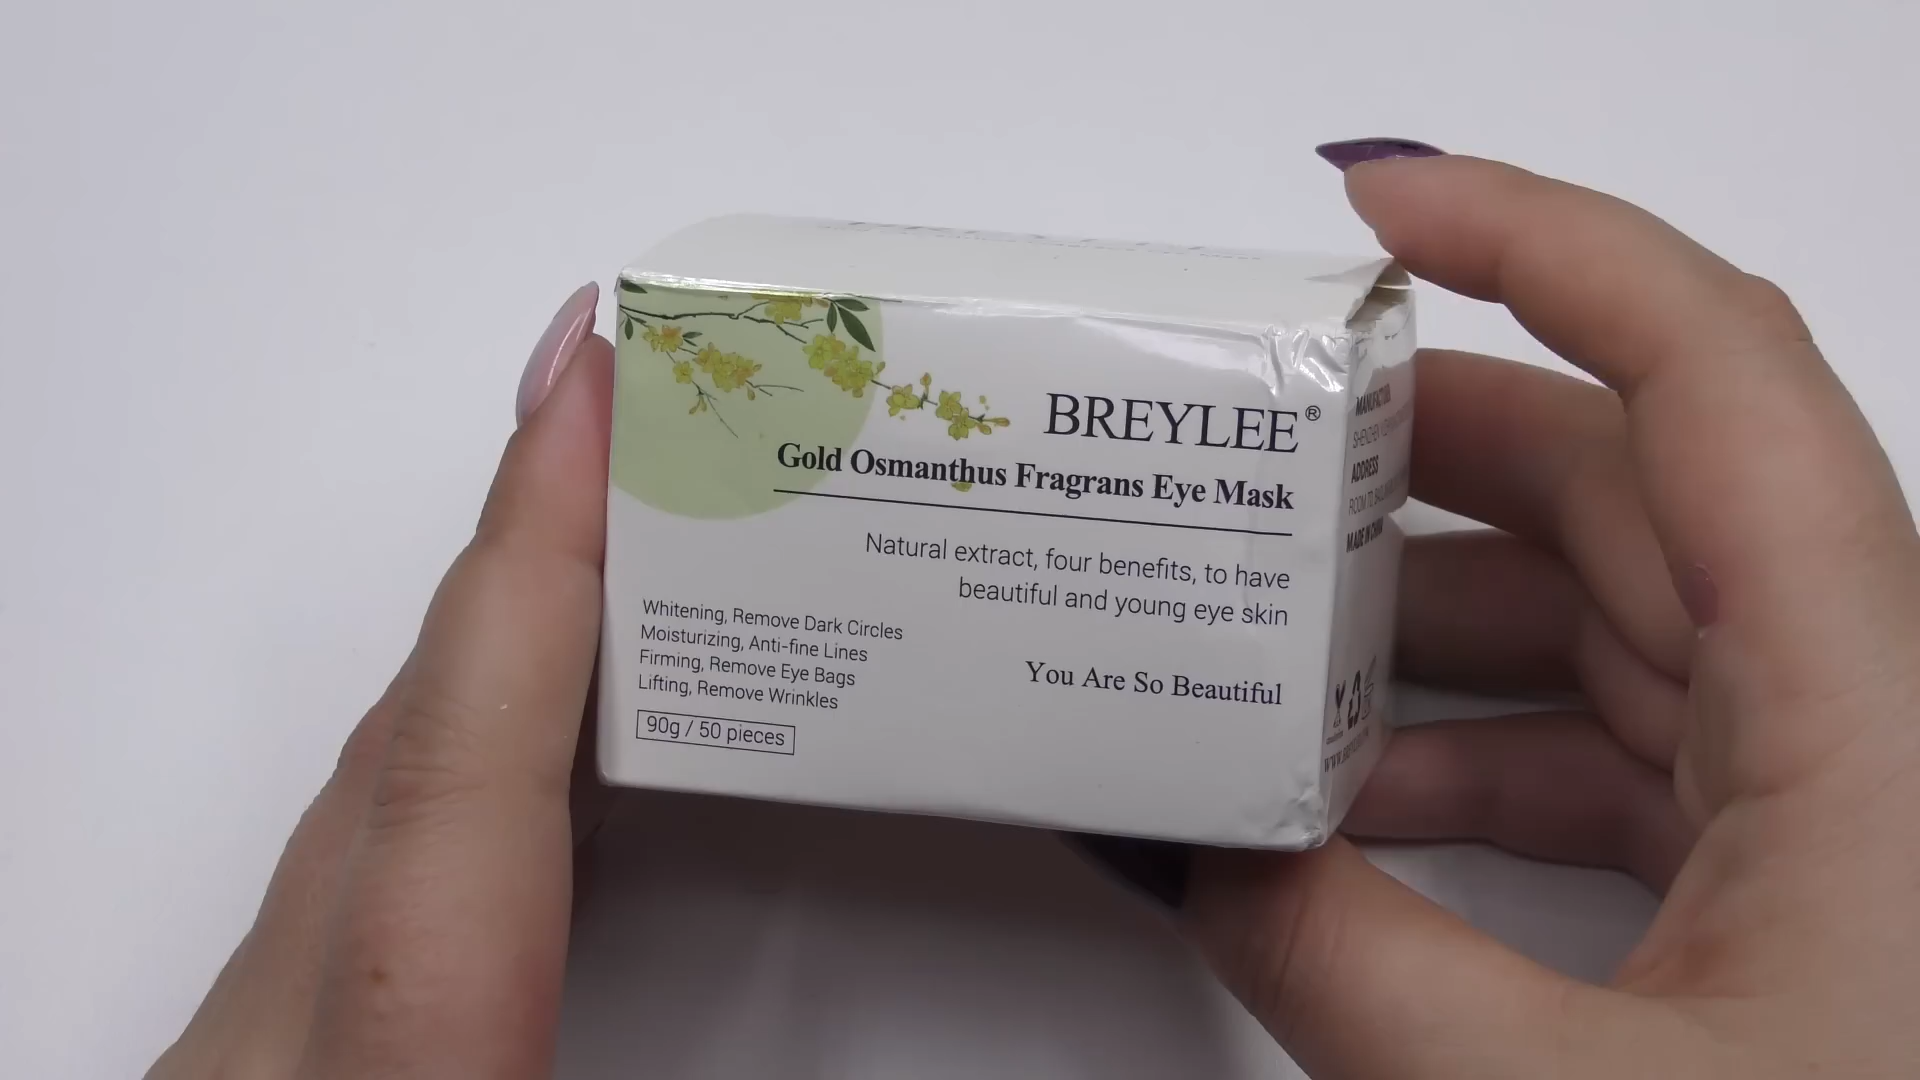 BREYLEE®
Gold Osmanthus Fragrans Eye Mask
Natural extract, four benefits, to have
beautiful and young eye skin
Whitening, Remove Dark Circles
Moisturizing, Anti-fine Lines
Firming, Remove Eye Bags
Lifting, Remove Wrinkles
You Are So Beautiful
90g / 50 pieces
ADDRESS
MADE IN CHINA